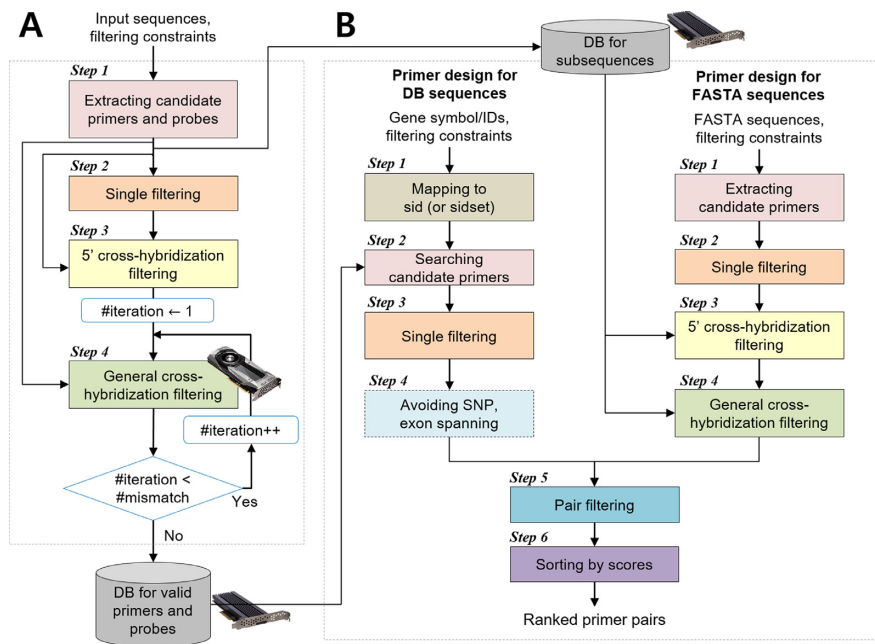 A
Input sequences,
filtering constraints
Step 1
Extracting candidate
primers and probes
Step 2
Single filtering
Step 3
5' cross-hybridization
filtering
#iteration ← 1
Step 4
General cross-
hybridization filtering
#iteration++
#iteration <
#mismatch
Yes
No
DB for valid
primers and
probes
B
DB for
subsequences
Primer design for
DB sequences
Gene symbol/IDs,
filtering constraints
Step 1
Mapping to
sid (or sidset)
Step 2
Searching
candidate primers
Step 3
Single filtering
Step 4
Avoiding SNP,
exon spanning
Primer design for
FASTA sequences
FASTA sequences,
filtering constraints
Step 1
Extracting
candidate primers
Step 2
Single filtering
Step 3
5' cross-hybridization
filtering
Step 4
General cross-
hybridization filtering
Step 5
Pair filtering
Step 6
Sorting by scores
Ranked primer pairs